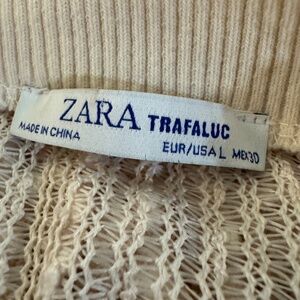 ZARA TRAFALUC
MADE IN CHINA
EUR/USA L MEX 30